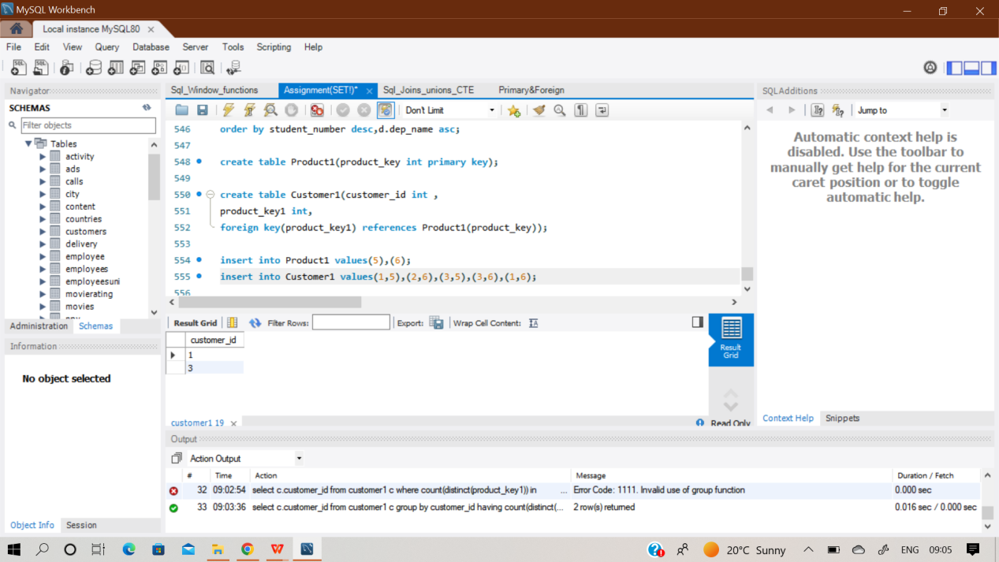 MySQL Workbench
Local instance MySQL80
File Edit View Query Database Server Tools Scripting Help
Navigator
SCHEMAS
Filter objects
Tables
activity
ads
calls
city
content
countries
customers
delivery
employee
employees
employeesuni
movierating
movies
Administration Schemas
Information
No object selected
Object Info Session
Sql_Window_functions Assignment(SET!)* Sql_Joins_unions_CTE Primary&Foreign
Don't Limit
546 order by student_number desc,d.dep_name asc;
547
548 create table Product1(product_key int primary key);
549
550 create table Customer1(customer_id int ,
551 product_key1 int,
552 foreign key(product_key1) references Product1(product_key));
553
554 insert into Product1 values(5),(6);
555 insert into Customer1 values(1,5),(2,6),(3,5),(3,6),(1,6);
556
Result Grid Filter Rows: Export: Wrap Cell Content:
customer_id
1
3
Result
Grid
customer1 19
Read Only
SQLAdditions
Jump to
Automatic context help is
disabled. Use the toolbar to
manually get help for the current
caret position or to toggle
automatic help.
Context Help Snippets
Output
Action Output
# Time Action Message Duration / Fetch
32 09:02:54 select c.customer_id from customer1 c where count(distinct(product_key1)) in ... Error Code: 1111. Invalid use of group function 0.000 sec
33 09:03:36 select c.customer_id from customer1 c group by customer_id having count(distinct(... 2 row(s) returned 0.016 sec / 0.000 sec
20°C Sunny ENG 09:05